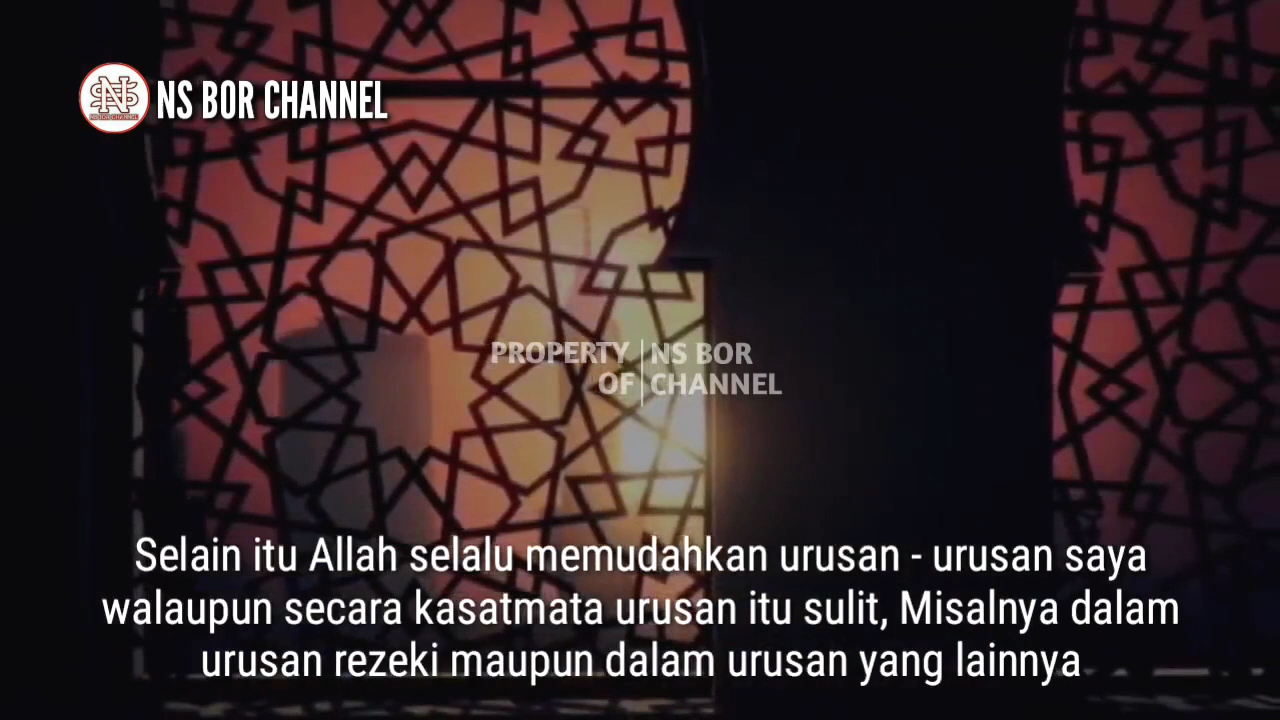 NS BOR CHANNEL
PROPERTY OF
NS BOR CHANNEL
Selain itu Allah selalu memudahkan urusan - urusan saya
walaupun secara kasatmata urusan itu sulit, Misalnya dalam
urusan rezeki maupun dalam urusan yang lainnya